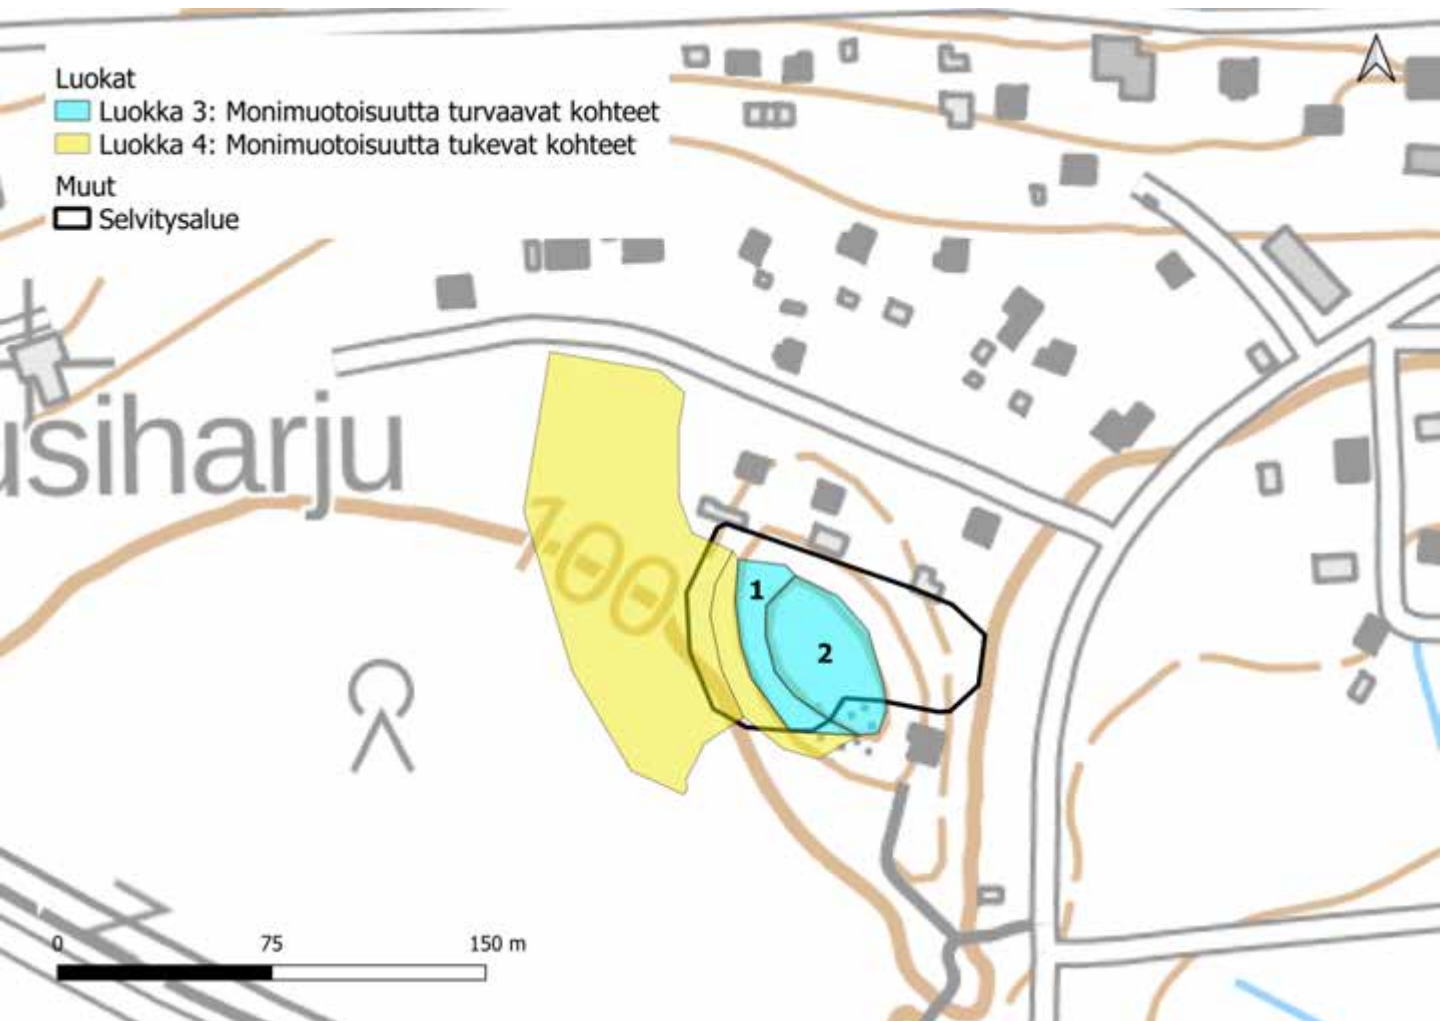 Luokat
Luokka 3: Monimuotoisuutta turvaavat kohteet
Luokka 4: Monimuotoisuutta tukevat kohteet
Muut
Selvitysalue
usiharju
100
1
2
0 75 150 m